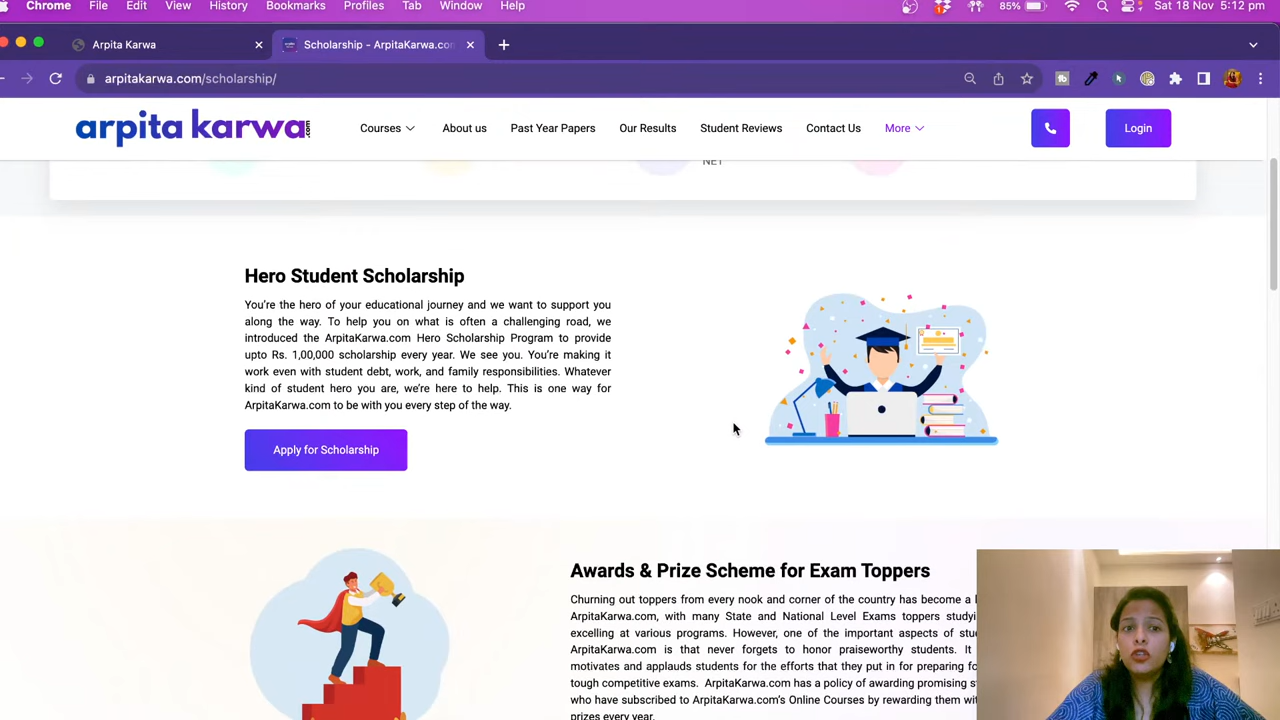 Chrome File Edit View History Bookmarks Profiles Tab Window Help 85% Sat 18 Nov 5:12 pm
Arpita Karwa Scholarship - ArpitaKarwa.co
arpitakarwa.com/scholarship/
arpita karwa.com Courses About us Past Year Papers Our Results Student Reviews Contact Us More Login
NET
Hero Student Scholarship
You're the hero of your educational journey and we want to support you
along the way. To help you on what is often a challenging road, we
introduced the ArpitaKarwa.com Hero Scholarship Program to provide
upto Rs. 1,00,000 scholarship every year. We see you. You're making it
work even with student debt, work, and family responsibilities. Whatever
kind of student hero you are, we're here to help. This is one way for
ArpitaKarwa.com to be with you every step of the way.
Apply for Scholarship
Awards & Prize Scheme for Exam Toppers
Churning out toppers from every nook and corner of the country has become a
ArpitaKarwa.com, with many State and National Level Exams toppers
excelling at various programs. However, one of the important aspects of
ArpitaKarwa.com is that never forgets to honor praiseworthy students. It
motivates and applauds students for the efforts that they put in for preparing
tough competitive exams. ArpitaKarwa.com has a policy of awarding promising
who have subscribed to ArpitaKarwa.com's Online Courses by rewarding them
prizes every year.